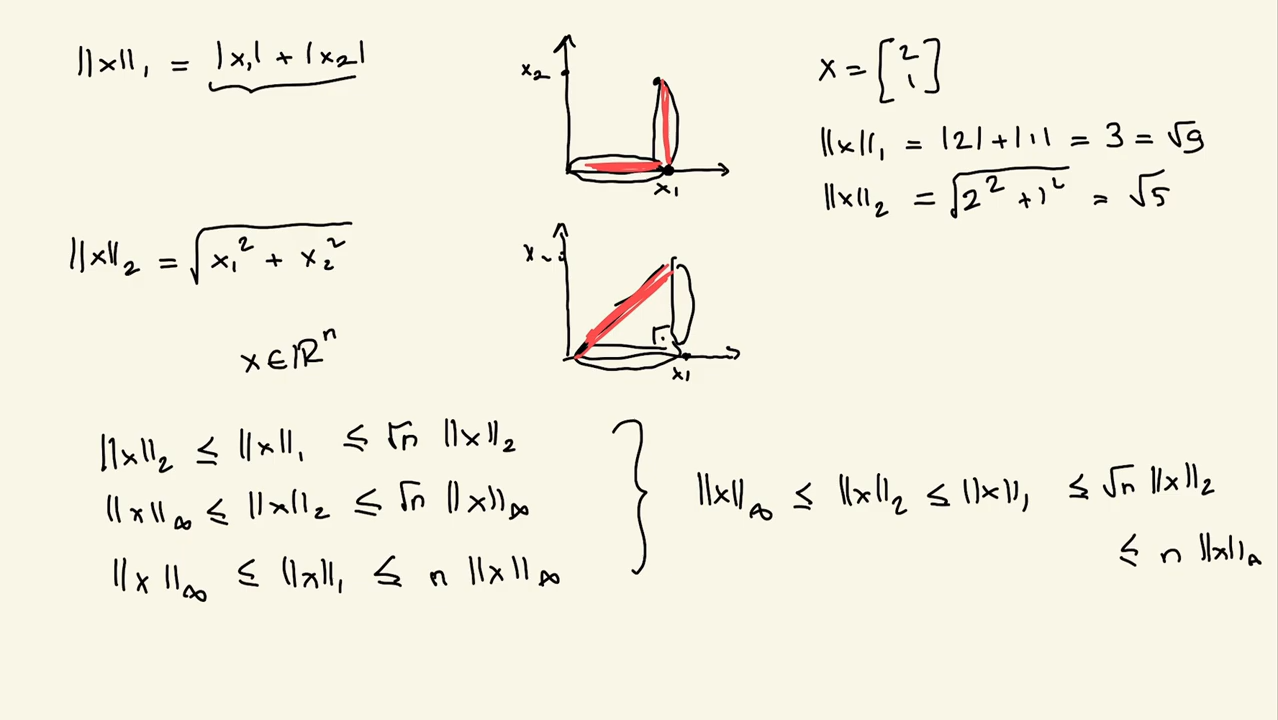 ||x||₁ = |x₁| + |x₂|
x₂
x₁
x = [2 1]
||x||₁ = |2| + |1| = 3 = √9
||x||₂ = √(2² + 1²) = √5
||x||₂ = √(x₁² + x₂²)
x₂
x₁
x ∈ ℝⁿ
||x||₂ ≤ ||x||₁ ≤ √n ||x||₂
||x||∞ ≤ ||x||₂ ≤ √n ||x||∞
||x||∞ ≤ ||x||₁ ≤ n ||x||∞
||x||∞ ≤ ||x||₂ ≤ ||x||₁ ≤ √n ||x||₂
≤ n ||x||∞